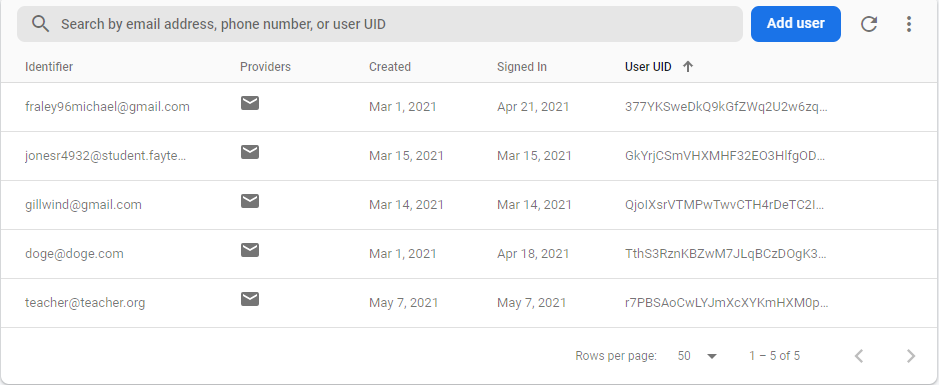 Search by email address, phone number, or user UID Add user
Identifier Providers Created Signed In User UID
fraley96michael@gmail.com Mar 1, 2021 Apr 21, 2021 377YKSweDkQ9kGfZWq2U2w6zq...
jonesr4932@student.fayte... Mar 15, 2021 Mar 15, 2021 GkYrjCSmVHXMHF32EO3HlfgOD...
gillwind@gmail.com Mar 14, 2021 Mar 14, 2021 QjoIXsrVTMPwTwvCTH4rDeTC2I...
doge@doge.com Mar 1, 2021 Apr 18, 2021 TthS3RznKBZwM7JLqBCzDOgK3...
teacher@teacher.org May 7, 2021 May 7, 2021 r7PBSAoCwLYJmXcXYKmHXM0p...
Rows per page: 50 1 – 5 of 5